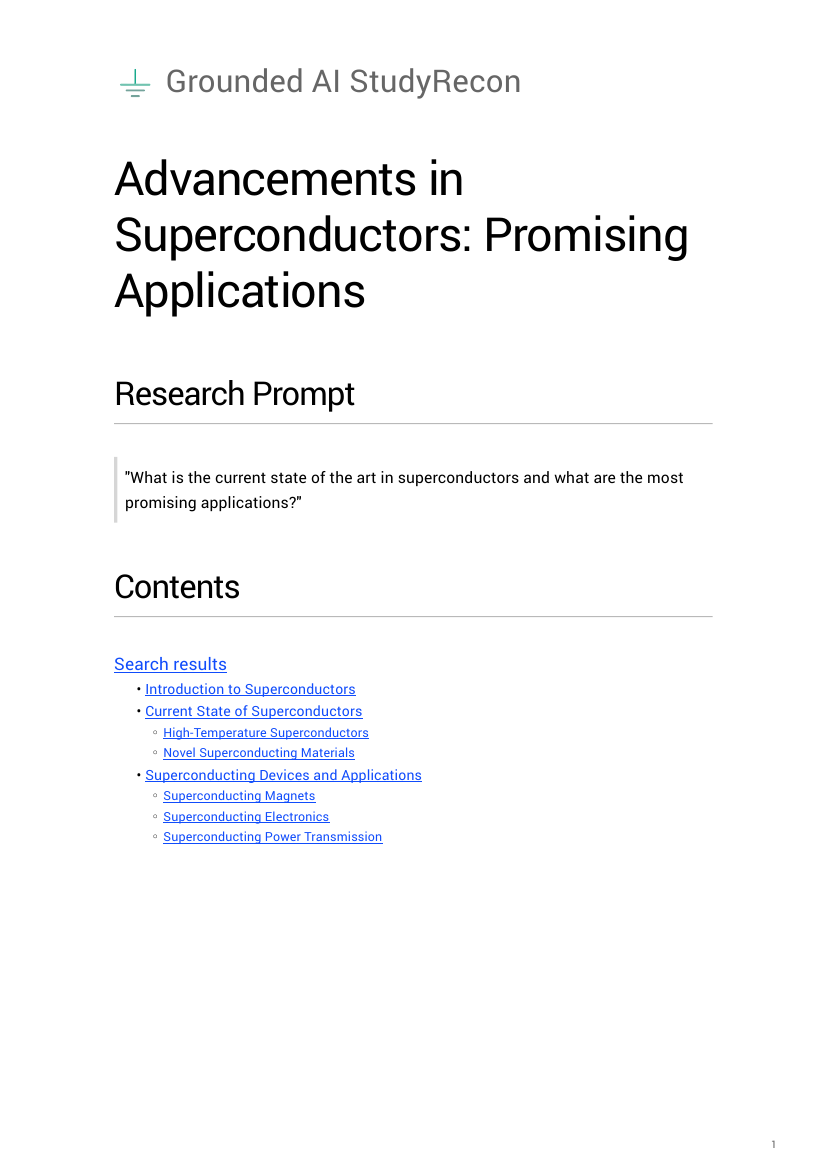 Grounded AI StudyRecon
Advancements in
Superconductors: Promising
Applications
Research Prompt
"What is the current state of the art in superconductors and what are the most
promising applications?"
Contents
Search results
• Introduction to Superconductors
• Current State of Superconductors
◦ High-Temperature Superconductors
◦ Novel Superconducting Materials
• Superconducting Devices and Applications
◦ Superconducting Magnets
◦ Superconducting Electronics
◦ Superconducting Power Transmission
1